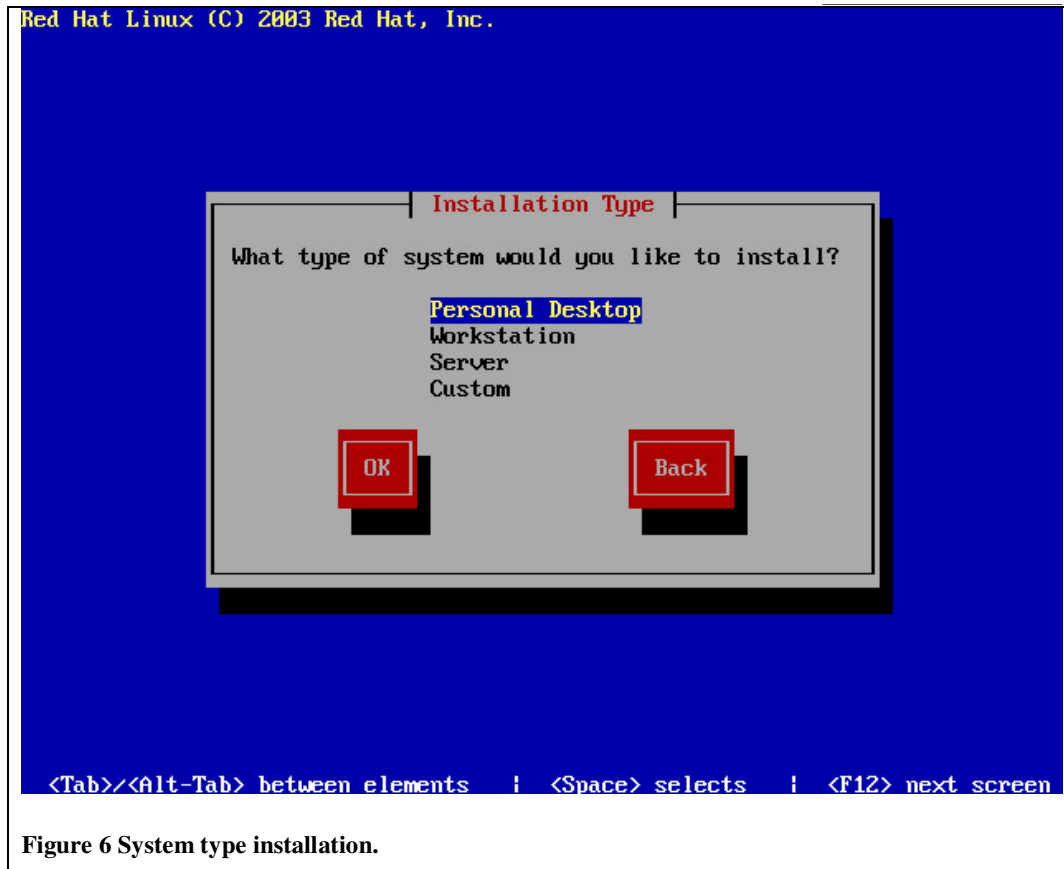 Red Hat Linux (C) 2003 Red Hat, Inc.
Installation Type
What type of system would you like to install?
Personal Desktop
Workstation
Server
Custom
OK Back
<Tab>/<Alt-Tab> between elements | <Space> selects | <F12> next screen
Figure 6 System type installation.